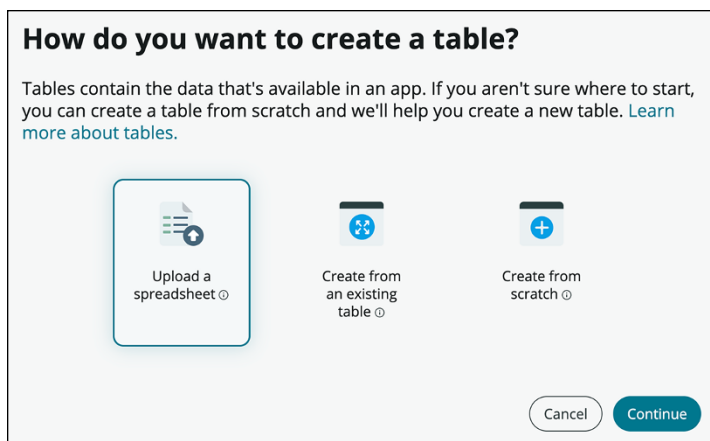 How do you want to create a table?
Tables contain the data that's available in an app. If you aren't sure where to start,
you can create a table from scratch and we'll help you create a new table. Learn
more about tables.
Upload a
spreadsheet
Create from
an existing
table
Create from
scratch
Cancel
Continue